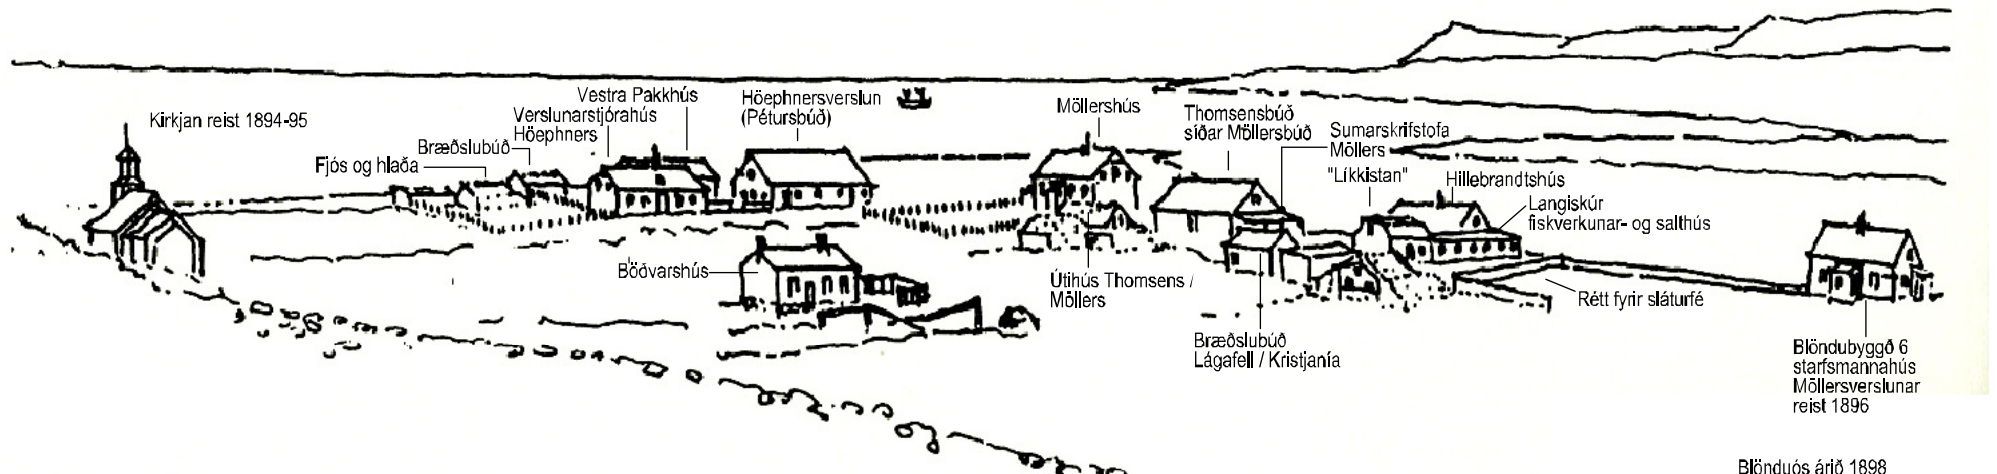 Kirkjan reist 1894-95
Fjós og hlaða
Bræðslubúð
Verslunarstjórahús
Höephners
Vestra Pakkhús
Höephnersverslun
(Pétursbúð)
Böðvarshús
Möllershús
Útihús Thomsens /
Möllers
Thomsensbúð
síðar Möllersbúð
Sumarskrifstofa
Möllers
"Líkkistan"
Bræðslubúð
Lágafell / Kristjanía
Hillebrandtshús
Langiskúr
fiskverkunar- og salthús
Rétt fyrir sláturfé
Blöndubyggð 6
starfsmannahús
Möllersverslunar
reist 1896
Blönduós árið 1898